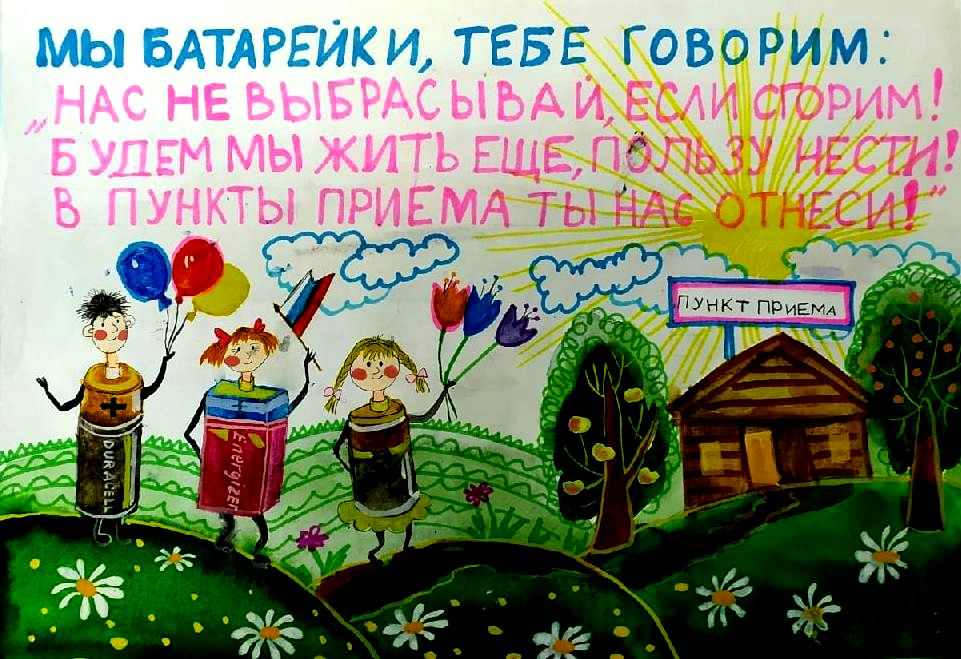 МЫ БАТАРЕЙКИ, ТЕБЕ ГОВОРИМ:
„НАС НЕ ВЫБРАСЫВАЙ, ЕСЛИ СГОРИМ!
БУДЕМ МЫ ЖИТЬ ЕЩЕ, ПОЛЬЗУ НЕСТИ!
В ПУНКТЫ ПРИЕМА ТЫ НАС ОТНЕСИ!“
ПУНКТ ПРИЕМА
DURACELL
Energizer